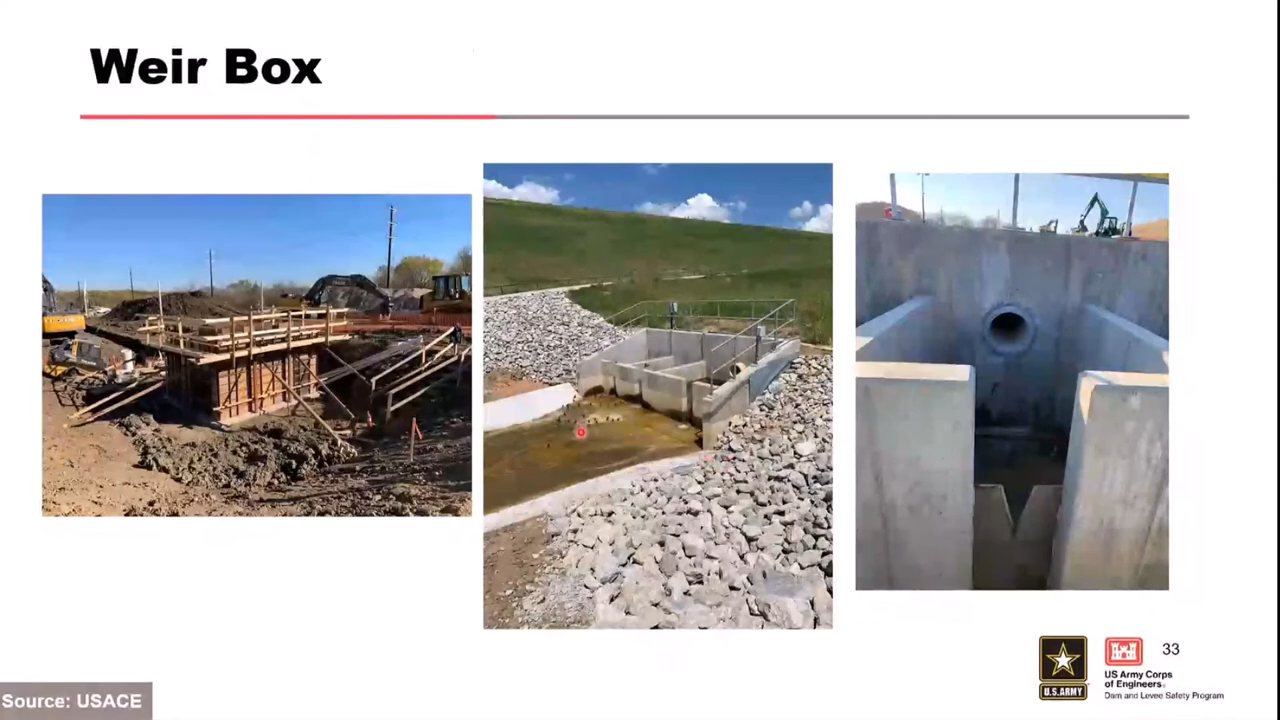 Weir Box
33
U.S.ARMY
US Army Corps
of Engineers®
Dam and Levee Safety Program
Source: USACE